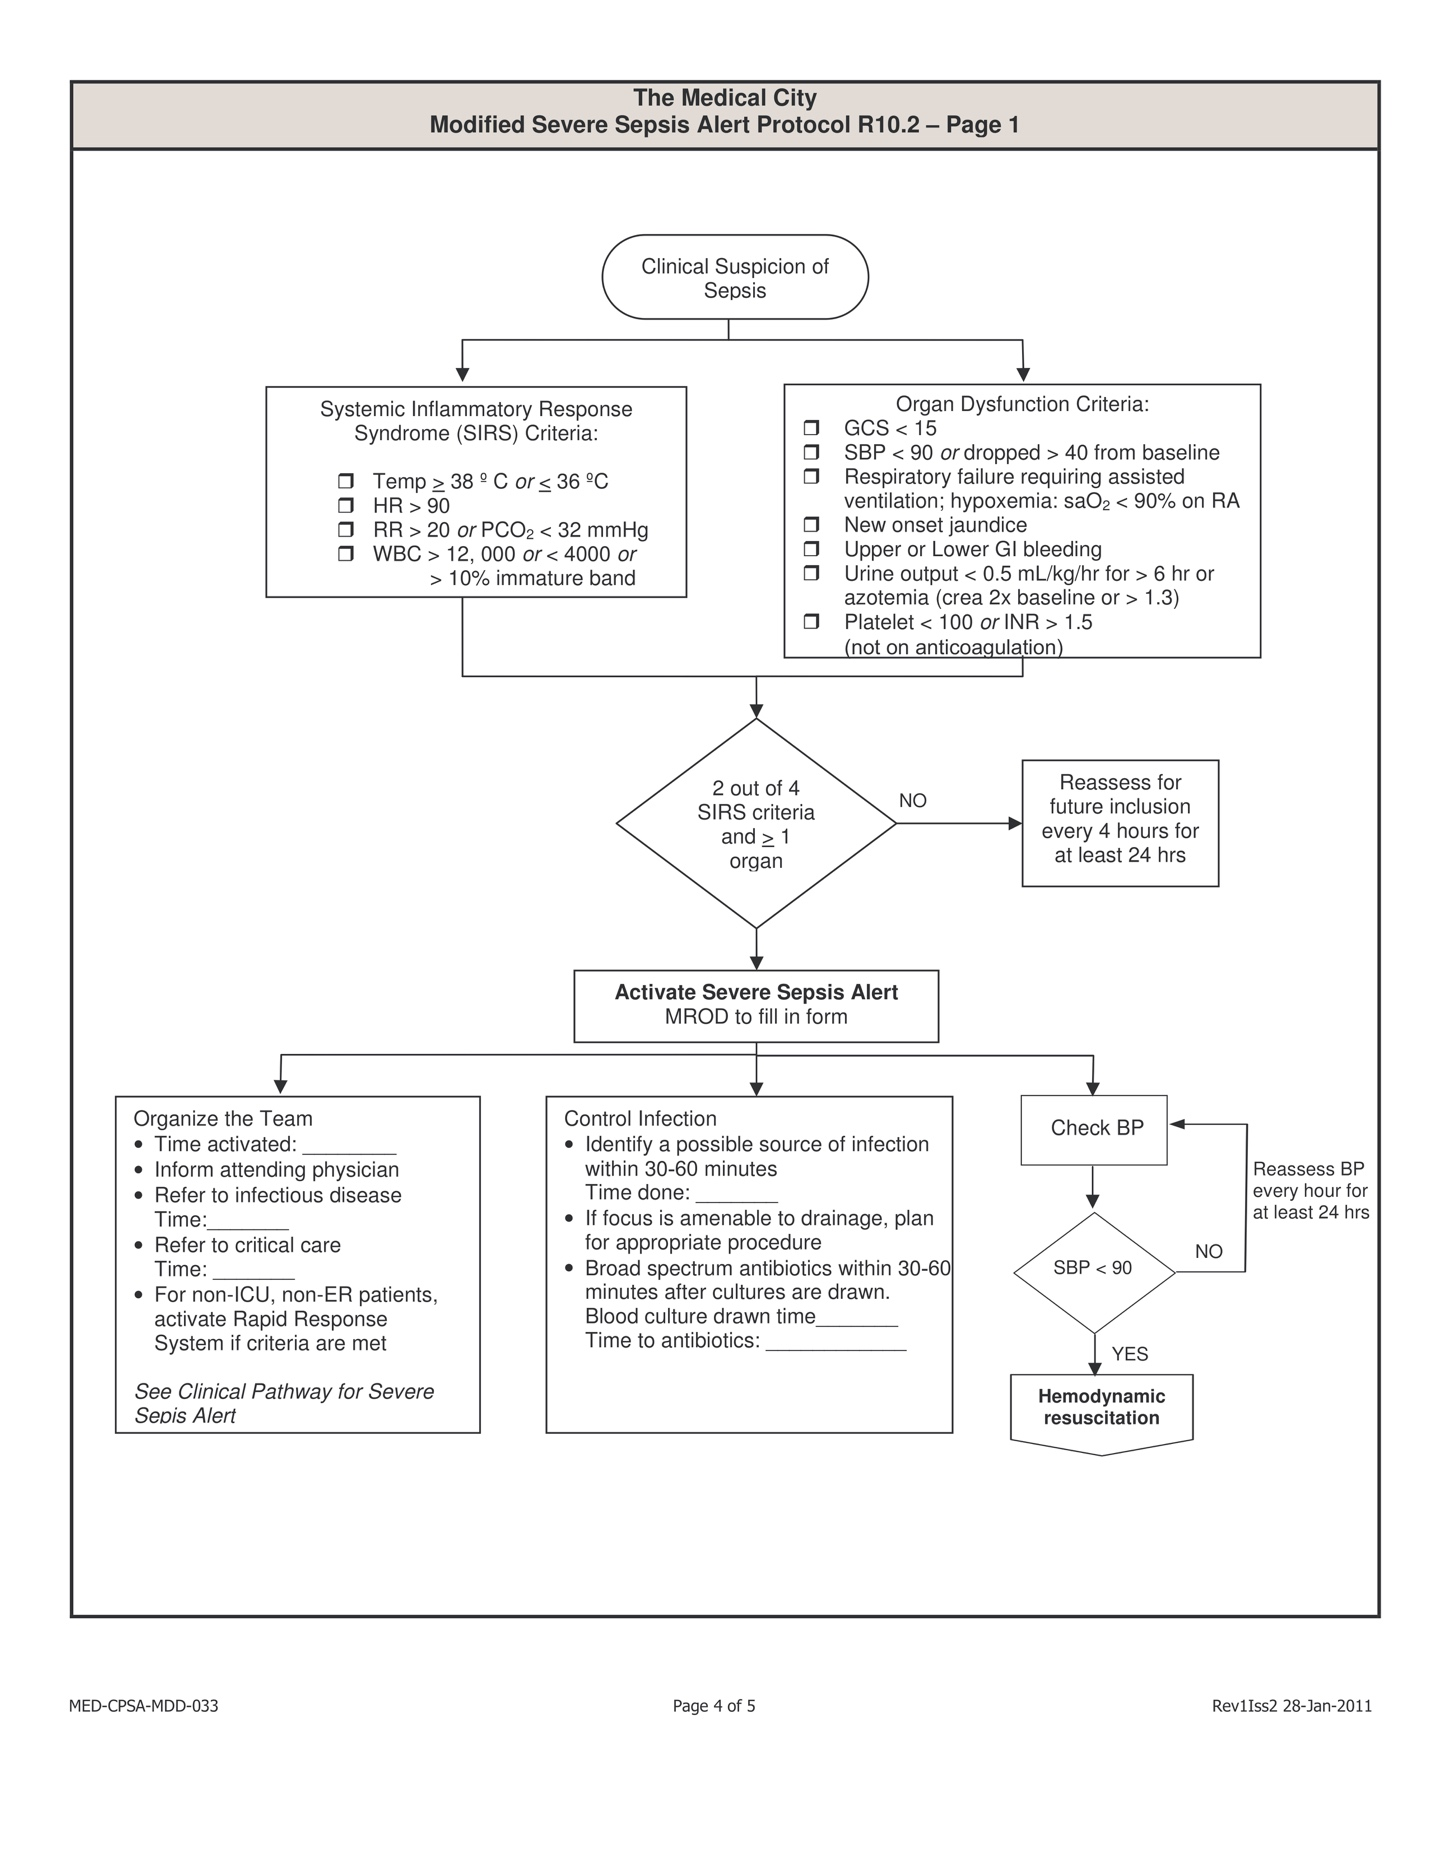 The Medical City
Modified Severe Sepsis Alert Protocol R10.2 – Page 1
Clinical Suspicion of
Sepsis
Systemic Inflammatory Response
Syndrome (SIRS) Criteria:
❒ Temp ≥ 38 º C or ≤ 36 ºC
❒ HR > 90
❒ RR > 20 or PCO₂ < 32 mmHg
❒ WBC > 12, 000 or < 4000 or
> 10% immature band
Organ Dysfunction Criteria:
❒ GCS < 15
❒ SBP < 90 or dropped > 40 from baseline
❒ Respiratory failure requiring assisted
ventilation; hypoxemia: saO₂ < 90% on RA
❒ New onset jaundice
❒ Upper or Lower GI bleeding
❒ Urine output < 0.5 mL/kg/hr for > 6 hr or
azotemia (crea 2x baseline or > 1.3)
❒ Platelet < 100 or INR > 1.5
(not on anticoagulation)
2 out of 4
SIRS criteria
and ≥ 1
organ
NO
Reassess for
future inclusion
every 4 hours for
at least 24 hrs
Activate Severe Sepsis Alert
MROD to fill in form
Organize the Team
• Time activated: ________
• Inform attending physician
• Refer to infectious disease
Time:_______
• Refer to critical care
Time: _______
• For non-ICU, non-ER patients,
activate Rapid Response
System if criteria are met
See Clinical Pathway for Severe
Sepis Alert
Control Infection
• Identify a possible source of infection
within 30-60 minutes
Time done: _______
• If focus is amenable to drainage, plan
for appropriate procedure
• Broad spectrum antibiotics within 30-60
minutes after cultures are drawn.
Blood culture drawn time_______
Time to antibiotics: ____________
Check BP
Reassess BP
every hour for
at least 24 hrs
NO
SBP < 90
YES
Hemodynamic
resuscitation
MED-CPSA-MDD-033
Page 4 of 5
Rev1Iss2 28-Jan-2011